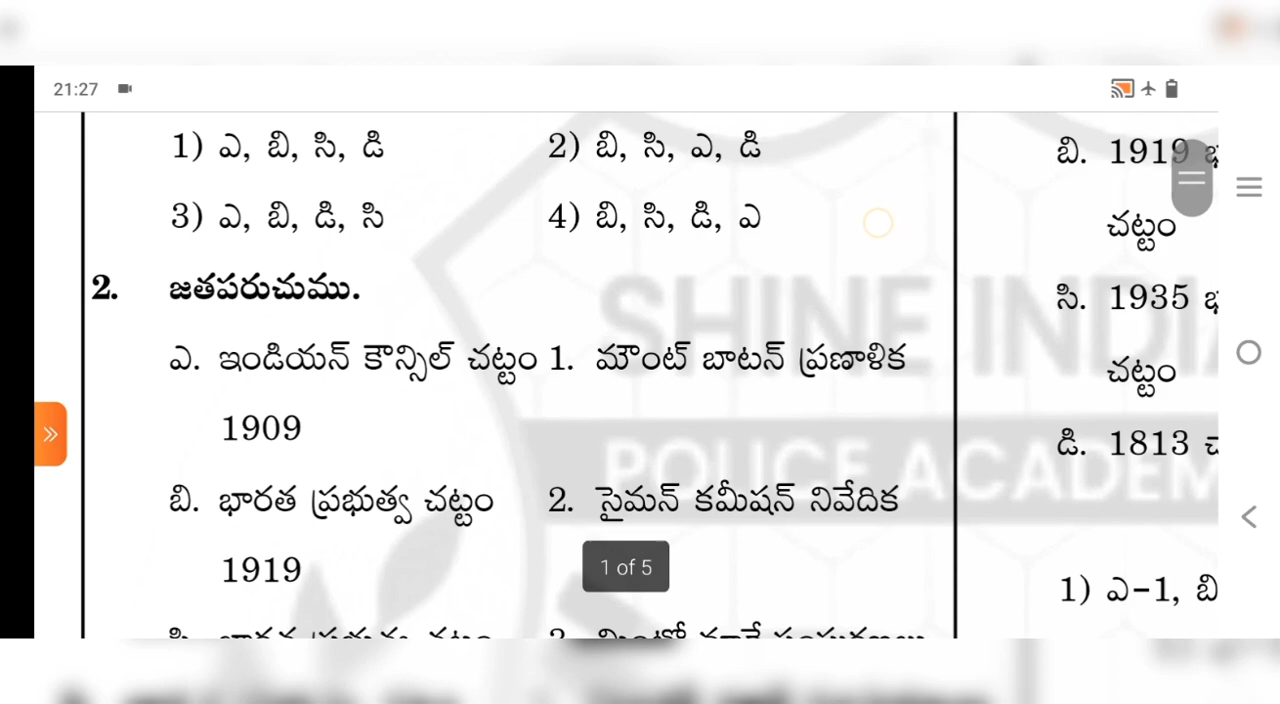 21:27
1) ఎ, బి, సి, డి 2) బి, సి, ఎ, డి
3) ఎ, బి, డి, సి 4) బి, సి, డి, ఎ
2. జతపరుచుము.
ఎ. ఇండియన్ కౌన్సిల్ చట్టం 1. మౌంట్ బాటన్ ప్రణాళిక
1909
బి. భారత ప్రభుత్వ చట్టం 2. సైమన్ కమీషన్ నివేదిక
1919
1 of 5
బి. 1919
చట్టం
సి. 1935
చట్టం
డి. 1813
1) ఎ-1, బి
SHINE INDIA
POLICE ACADEM